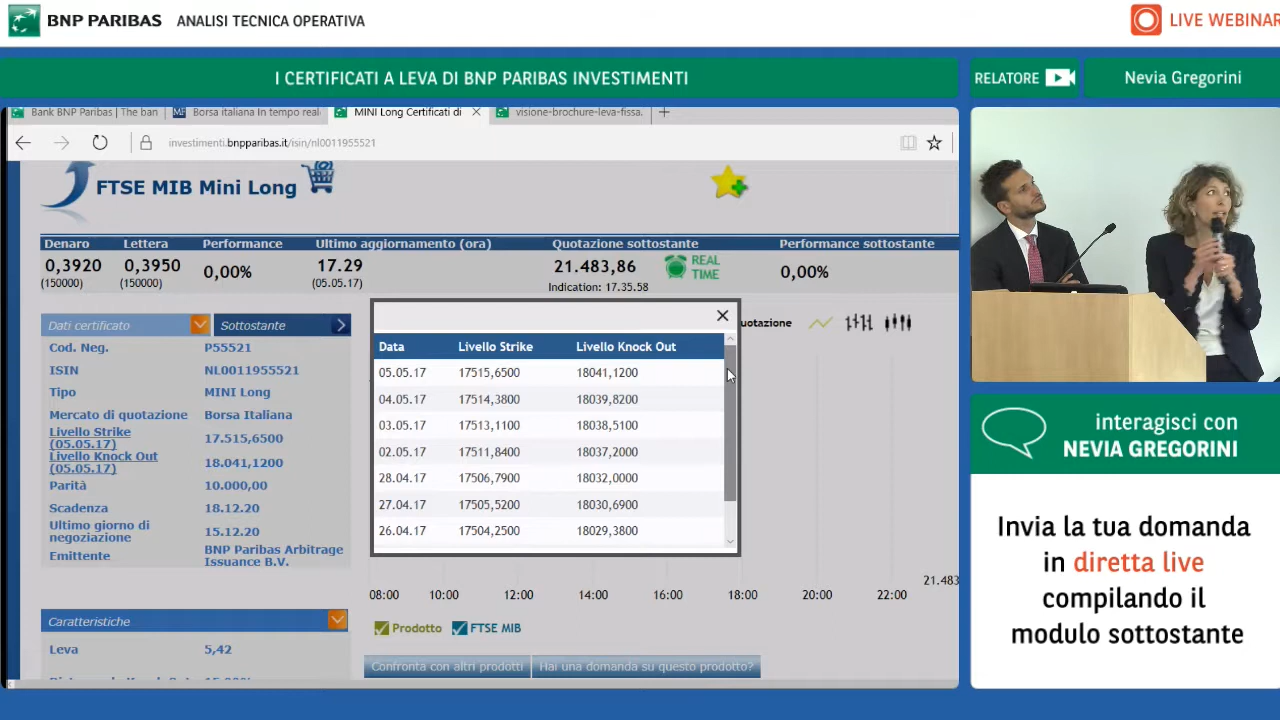 BNP PARIBAS
ANALISI TECNICA OPERATIVA
LIVE WEBINAR
I CERTIFICATI A LEVA DI BNP PARIBAS INVESTIMENTI
RELATORE
Nevia Gregorini
Bank BNP Paribas | The ban
Borsa italiana In tempo real
MINI Long Certificati di
visione-brochure-leva-fissa.
investimenti.bnpparibas.it/isin/nl0011955521
FTSE MIB Mini Long
Denaro Lettera Performance Ultimo aggiornamento (ora) Quotazione sottostante Performance sottostante
0,3920 0,3950 0,00% 17.29 21.483,86 REAL TIME 0,00%
(150000) (150000) (05.05.17) Indication: 17.35.58
Dati certificato Sottostante
Cod. Neg. P55521
ISIN NL0011955521
Tipo MINI Long
Mercato di quotazione Borsa Italiana
Livello Strike (05.05.17) 17.515,6500
Livello Knock Out (05.05.17) 18.041,1200
Parità 10.000,00
Scadenza 18.12.20
Ultimo giorno di negoziazione 15.12.20
Emittente BNP Paribas Arbitrage Issuance B.V.
Caratteristiche
Leva 5,42
uotazione
Data Livello Strike Livello Knock Out
05.05.17 17515,6500 18041,1200
04.05.17 17514,3800 18039,8200
03.05.17 17513,1100 18038,5100
02.05.17 17511,8400 18037,2000
28.04.17 17506,7900 18032,0000
27.04.17 17505,5200 18030,6900
26.04.17 17504,2500 18029,3800
21.483
08:00 10:00 12:00 14:00 16:00 18:00 20:00 22:00
Prodotto FTSE MIB
Confronta con altri prodotti Hai una domanda su questo prodotto?
interagisci con
NEVIA GREGORINI
Invia la tua domanda
in diretta live
compilando il
modulo sottostante